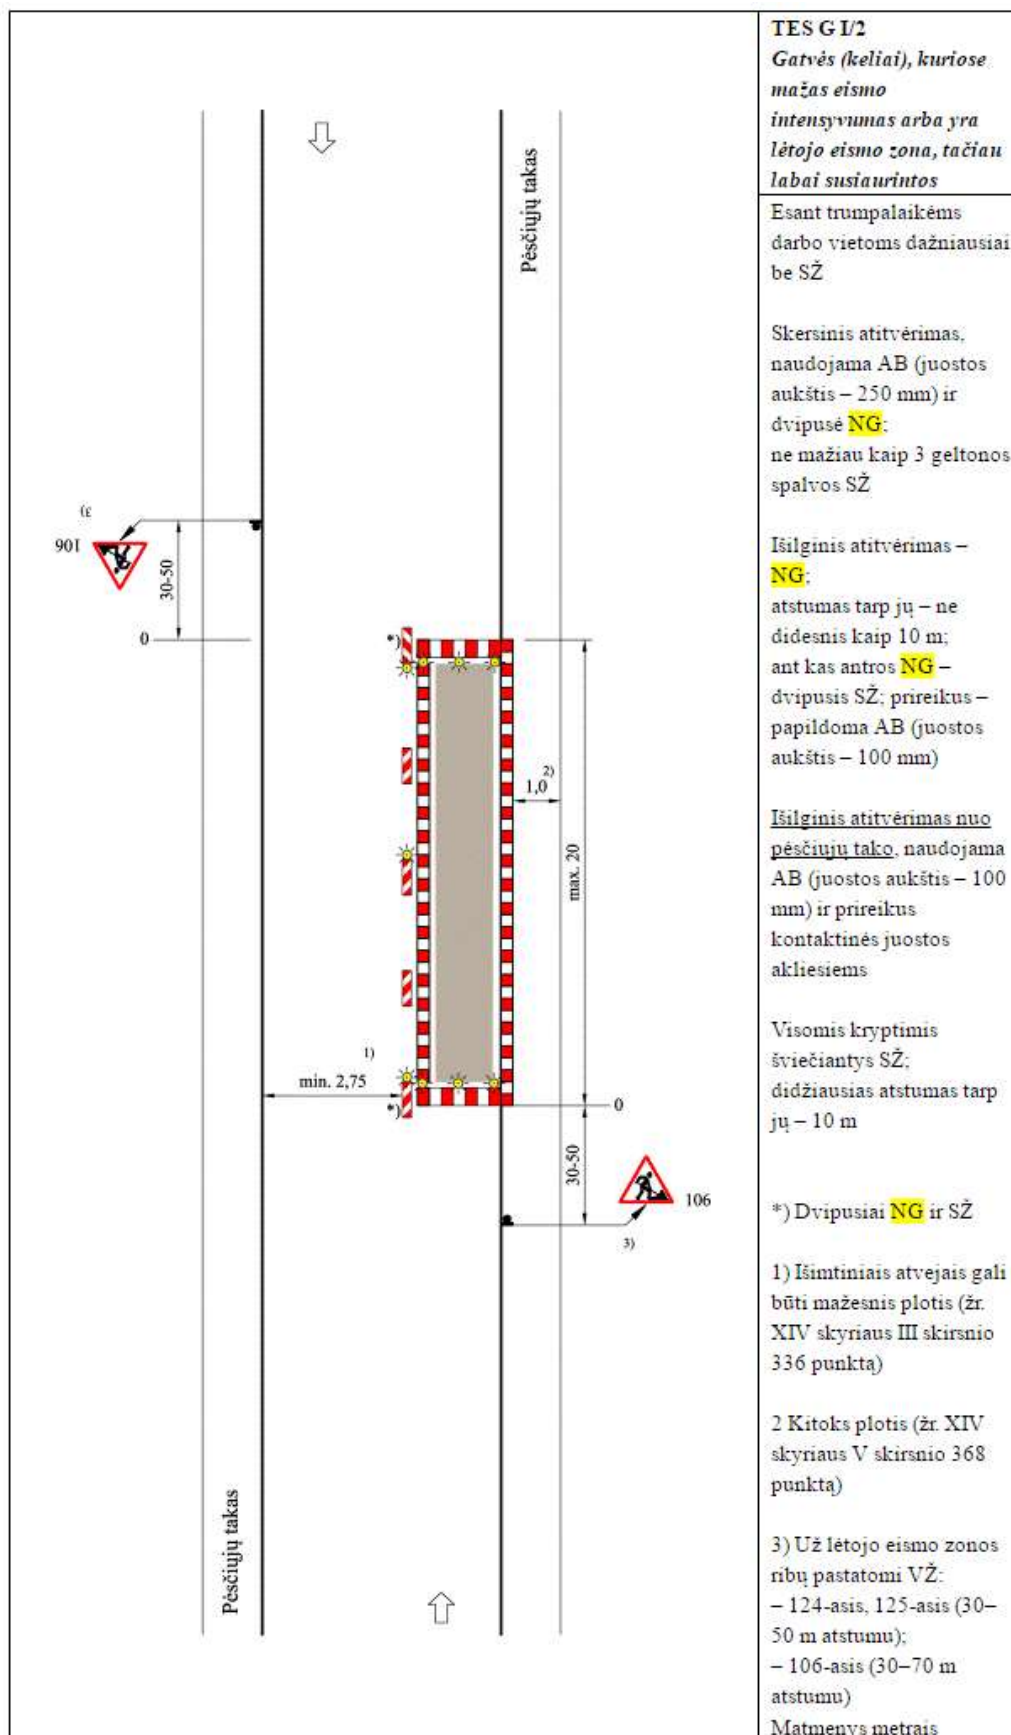 TES G I/2
Gatvės (keliai), kuriose
mažas eismo
intensyvumas arba yra
lėtojo eismo zona, tačiau
labai susiaurintos
Esant trumpalaikėms
darbo vietoms dažniausiai
be SŽ
Skersinis atitvėrimas,
naudojama AB (juostos
aukštis – 250 mm) ir
dvipusė NG;
ne mažiau kaip 3 geltonos
spalvos SŽ
Išilginis atitvėrimas –
NG;
atstumas tarp jų – ne
didesnis kaip 10 m;
ant kas antros NG –
dvipusis SŽ; prireikus –
papildoma AB (juostos
aukštis – 100 mm)
Išilginis atitvėrimas nuo
pėsčiųjų tako, naudojama
AB (juostos aukštis – 100
mm) ir prireikus
kontaktinės juostos
akliesiems
Visomis kryptimis
šviečiantys SŽ;
didžiausias atstumas tarp
jų – 10 m
*) Dvipusiai NG ir SŽ
1) Išimtiniais atvejais gali
būti mažesnis plotis (žr.
XIV skyriaus III skirsnio
336 punktą)
2 Kitoks plotis (žr. XIV
skyriaus V skirsnio 368
punktą)
3) Už lėtojo eismo zonos
ribų pastatomi VŽ:
– 124-asis, 125-asis (30–
50 m atstumu);
– 106-asis (30–70 m
atstumu)
Matmenys metrais
Pėsčiųjų takas
3)
106
30-50
0
*)
2)
1,0
max. 20
1)
min. 2,75
*)
0
30-50
106
3)
Pėsčiųjų takas